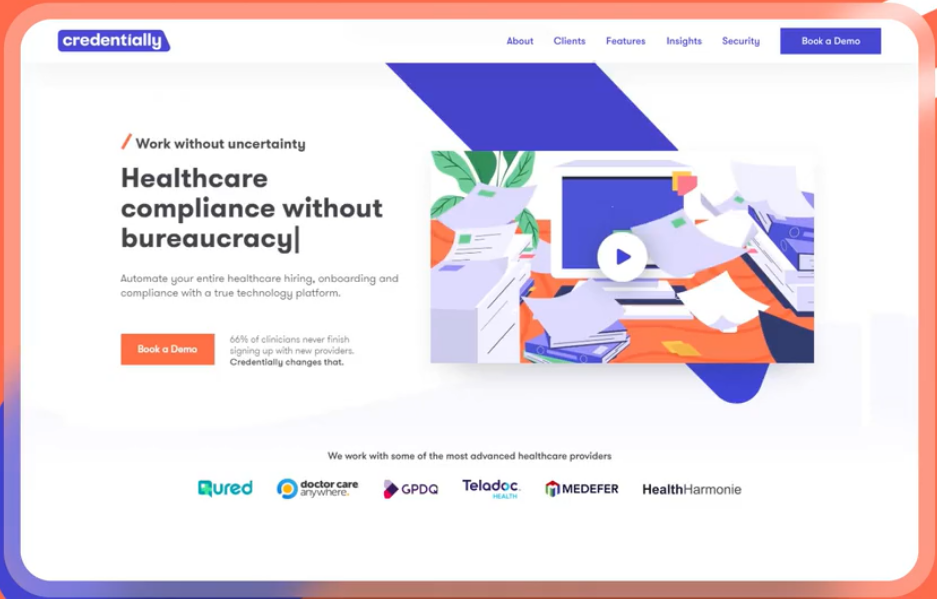 credentially
About Clients Features Insights Security Book a Demo
/ Work without uncertainty
Healthcare
compliance without
bureaucracy|
Automate your entire healthcare hiring, onboarding and
compliance with a true technology platform.
Book a Demo
66% of clinicians never finish
signing up with new providers.
Credentially changes that.
We work with some of the most advanced healthcare providers
Qured
doctor care
anywhere.
GPDQ
Teladoc.
HEALTH
MEDEFER
HealthHarmonie